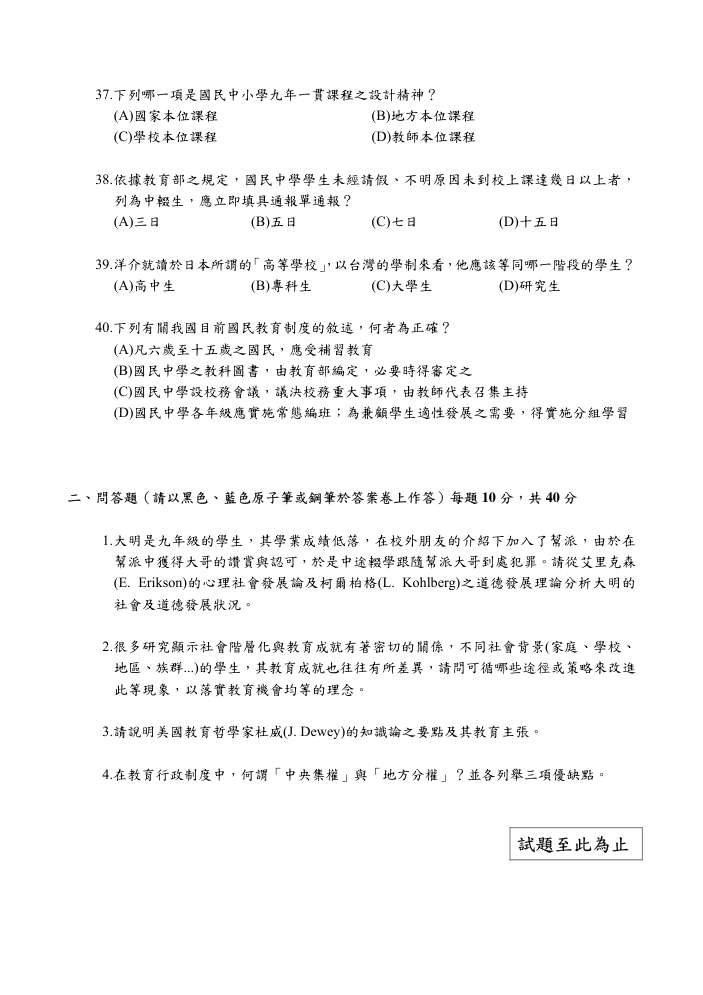 37.下列哪一項是國民中小學九年一貫課程之設計精神？
(A)國家本位課程 (B)地方本位課程
(C)學校本位課程 (D)教師本位課程
38.依據教育部之規定，國民中學學生未經請假、不明原因未到校上課達幾日以上者，
列為中輟生，應立即填具通報單通報？
(A)三日 (B)五日 (C)七日 (D)十五日
39.洋介就讀於日本所謂的「高等學校」，以台灣的學制來看，他應該等同哪一階段的學生？
(A)高中生 (B)專科生 (C)大學生 (D)研究生
40.下列有關我國目前國民教育制度的敘述，何者為正確？
(A)凡六歲至十五歲之國民，應受補習教育
(B)國民中學之教科圖書，由教育部編定，必要時得審定之
(C)國民中學設校務會議，議決校務重大事項，由教師代表召集主持
(D)國民中學各年級應實施常態編班；為兼顧學生適性發展之需要，得實施分組學習
二、問答題（請以黑色、藍色原子筆或鋼筆於答案卷上作答）每題 10 分，共 40 分
1.大明是九年級的學生，其學業成績低落，在校外朋友的介紹下加入了幫派，由於在
幫派中獲得大哥的讚賞與認可，於是中途輟學跟隨幫派大哥到處犯罪。請從艾里克森
(E. Erikson)的心理社會發展論及柯爾柏格(L. Kohlberg)之道德發展理論分析大明的
社會及道德發展狀況。
2.很多研究顯示社會階層化與教育成就有著密切的關係，不同社會背景(家庭、學校、
地區、族群...)的學生，其教育成就也往往有所差異，請問可循哪些途徑或策略來改進
此等現象，以落實教育機會均等的理念。
3.請說明美國教育哲學家杜威(J. Dewey)的知識論之要點及其教育主張。
4.在教育行政制度中，何謂「中央集權」與「地方分權」？並各列舉三項優缺點。
試題至此為止